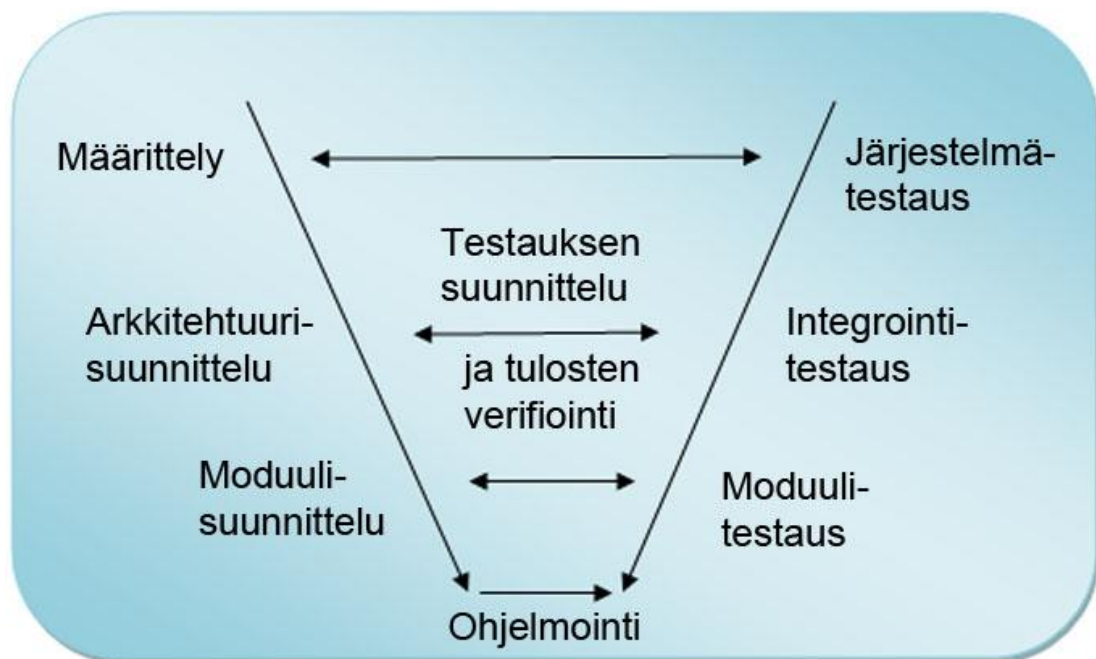 Määrittely
Järjestelmä-
testaus
Testauksen
suunnittelu
Arkkitehtuuri-
suunnittelu
Integrointi-
testaus
ja tulosten
verifiointi
Moduuli-
suunnittelu
Moduuli-
testaus
Ohjelmointi